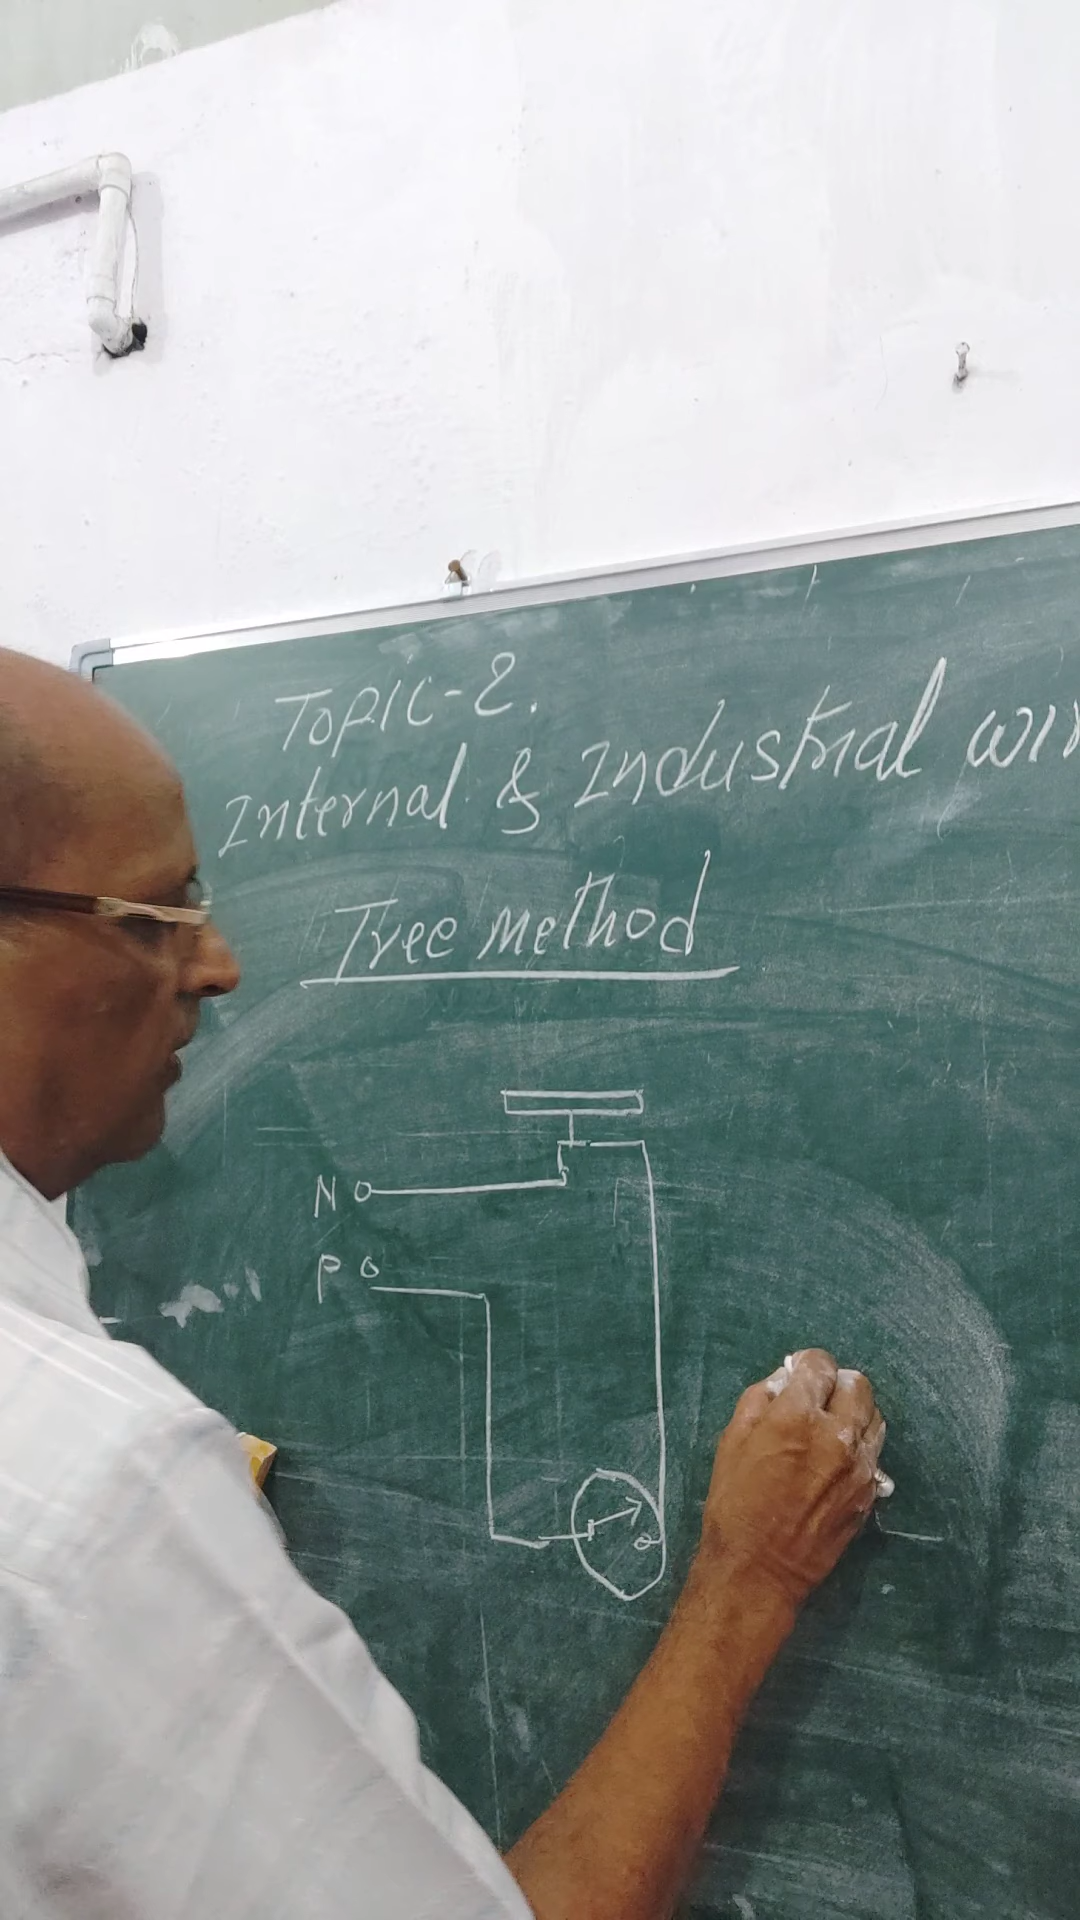 Topic-2.
Internal & Industrial
Tree Method
N
P